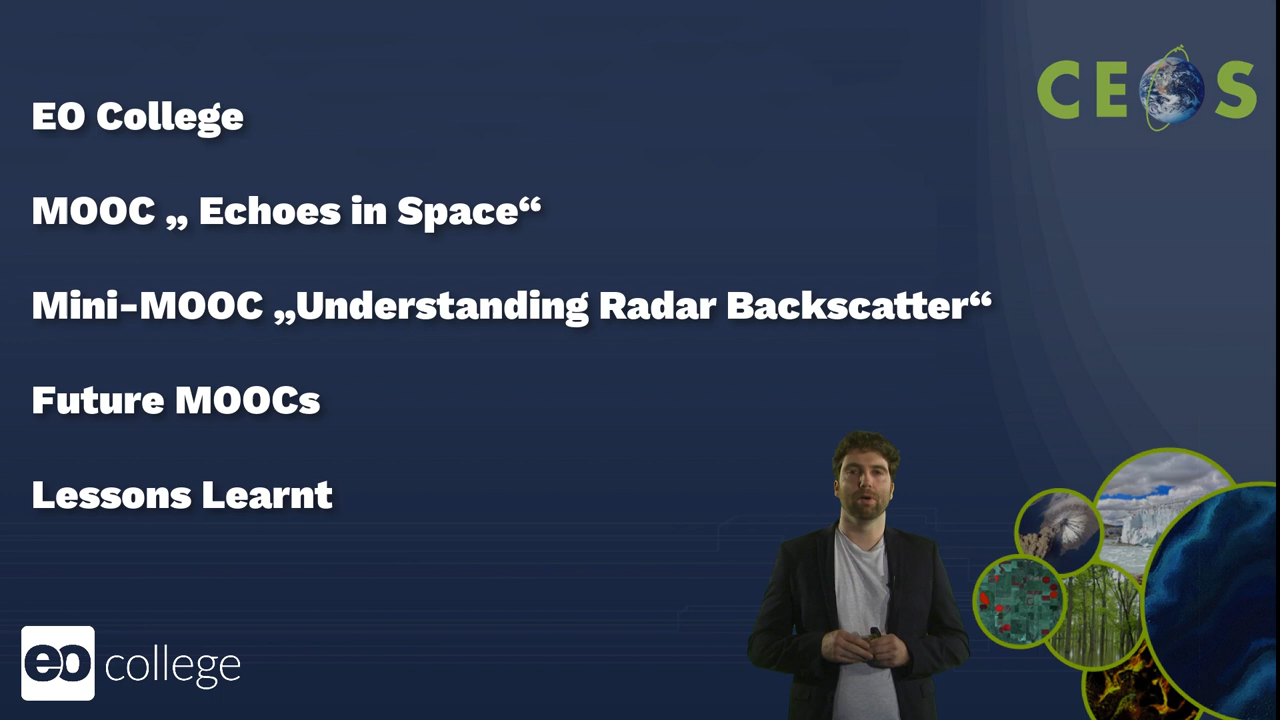 EO College
MOOC „ Echoes in Space“
Mini-MOOC „Understanding Radar Backscatter“
Future MOOCs
Lessons Learnt
CEOS
eo college